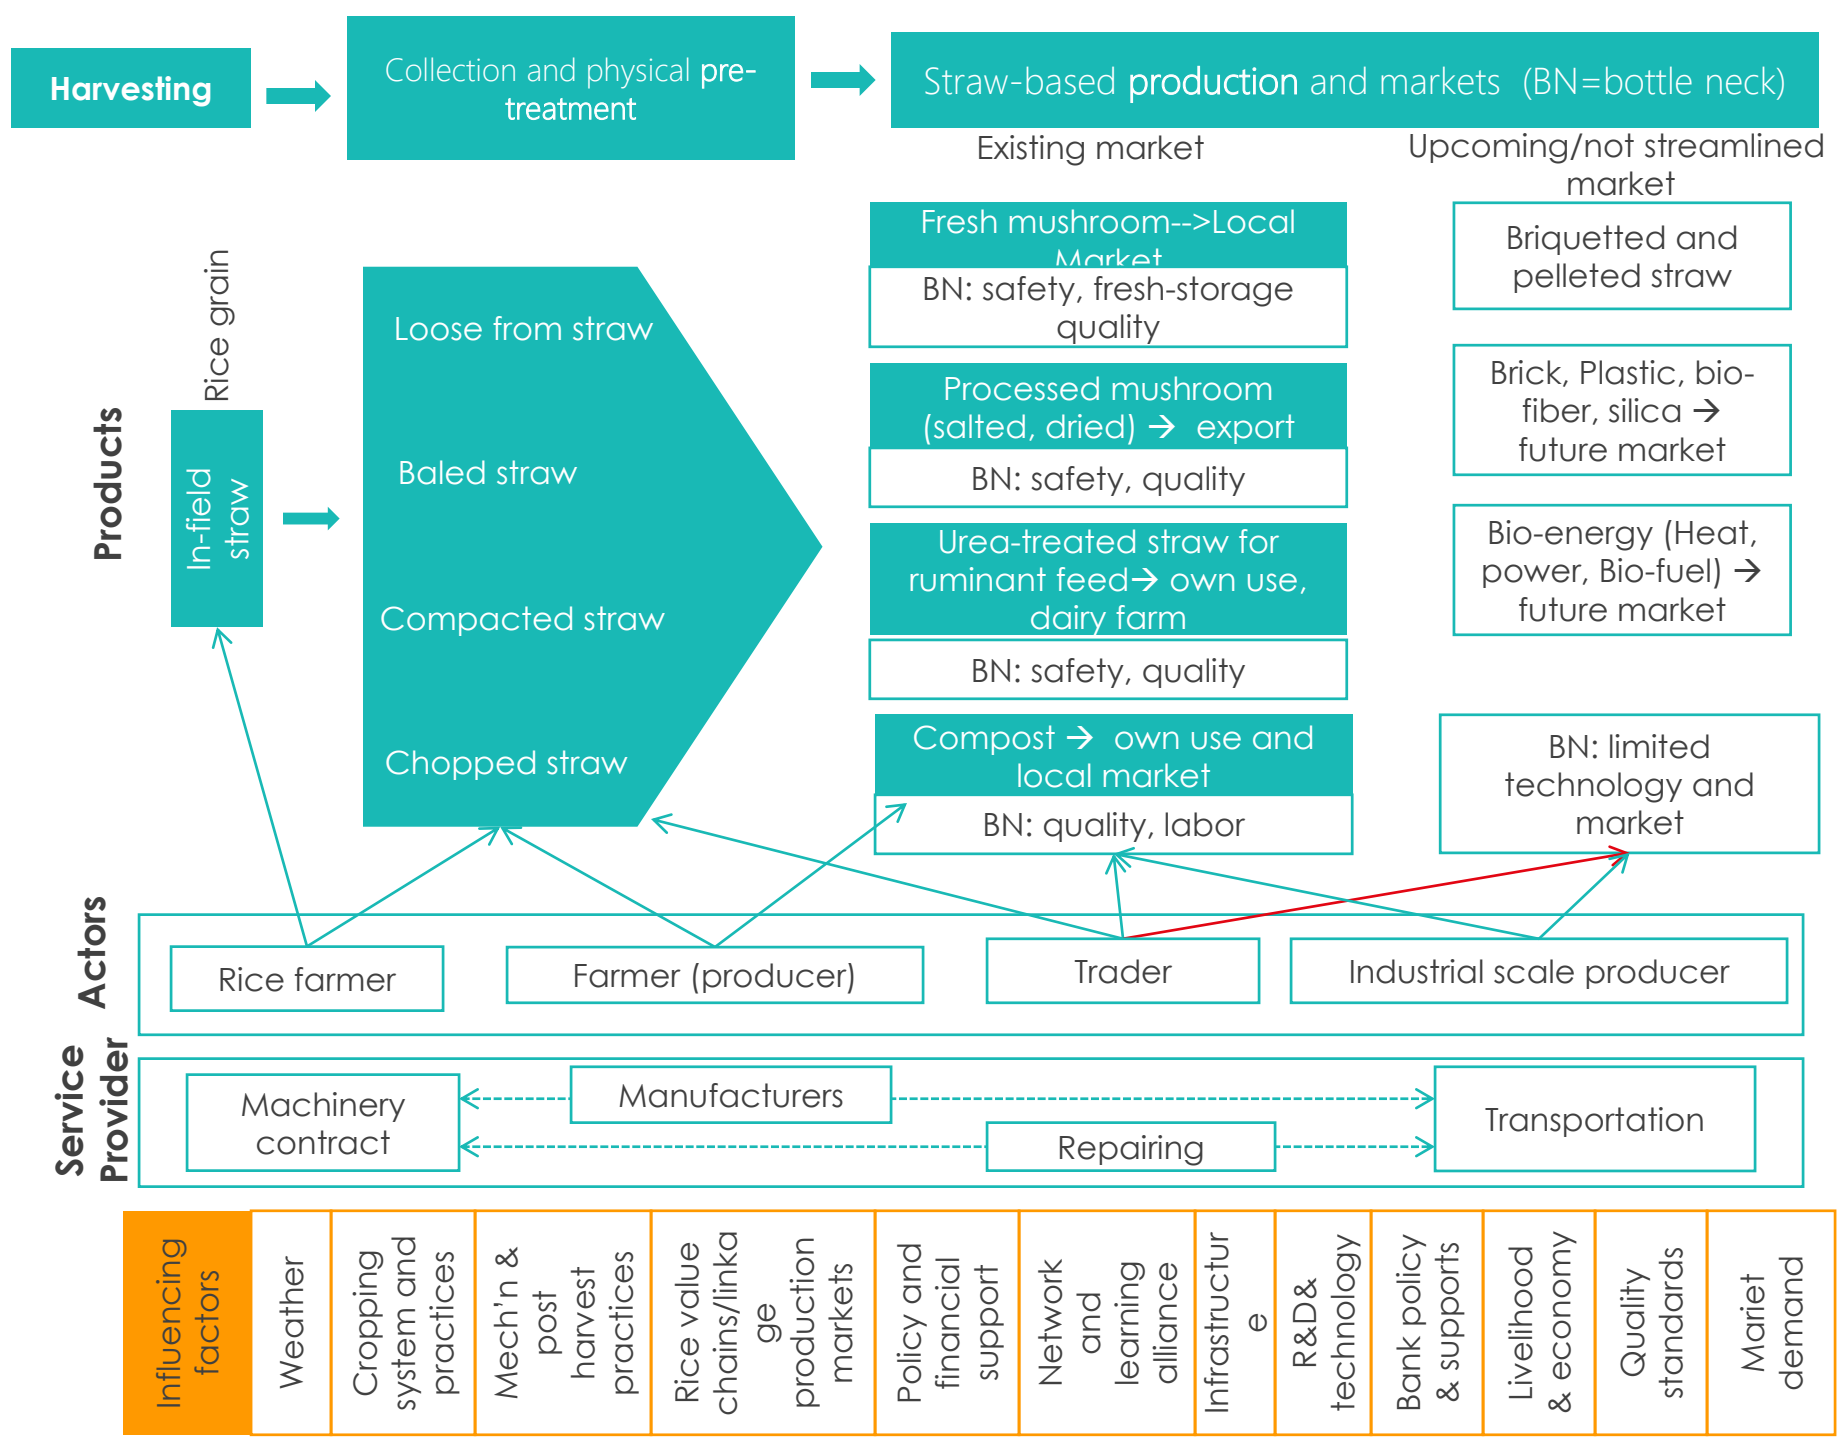 Harvesting
Collection and physical pre-
treatment
Straw-based production and markets (BN=bottle neck)
Existing market
Upcoming/not streamlined
market
Products
Rice grain
In-field
straw
Loose from straw
Baled straw
Compacted straw
Chopped straw
Fresh mushroom-->Local
Market
BN: safety, fresh-storage
quality
Processed mushroom
(salted, dried) → export
BN: safety, quality
Urea-treated straw for
ruminant feed→ own use,
dairy farm
BN: safety, quality
Compost → own use and
local market
BN: quality, labor
Briquetted and
pelleted straw
Brick, Plastic, bio-
fiber, silica →
future market
Bio-energy (Heat,
power, Bio-fuel) →
future market
BN: limited
technology and
market
Actors
Rice farmer
Farmer (producer)
Trader
Industrial scale producer
Service
Provider
Machinery
contract
Manufacturers
Repairing
Transportation
Influencing
factors
Weather
Cropping
system and
practices
Mech'n &
post
harvest
practices
Rice value
chains/linka
ge
production
markets
Policy and
financial
support
Network
and
learning
alliance
Infrastructur
e
R&D&
technology
Bank policy
& supports
Livelihood
& economy
Quality
standards
Mariet
demand